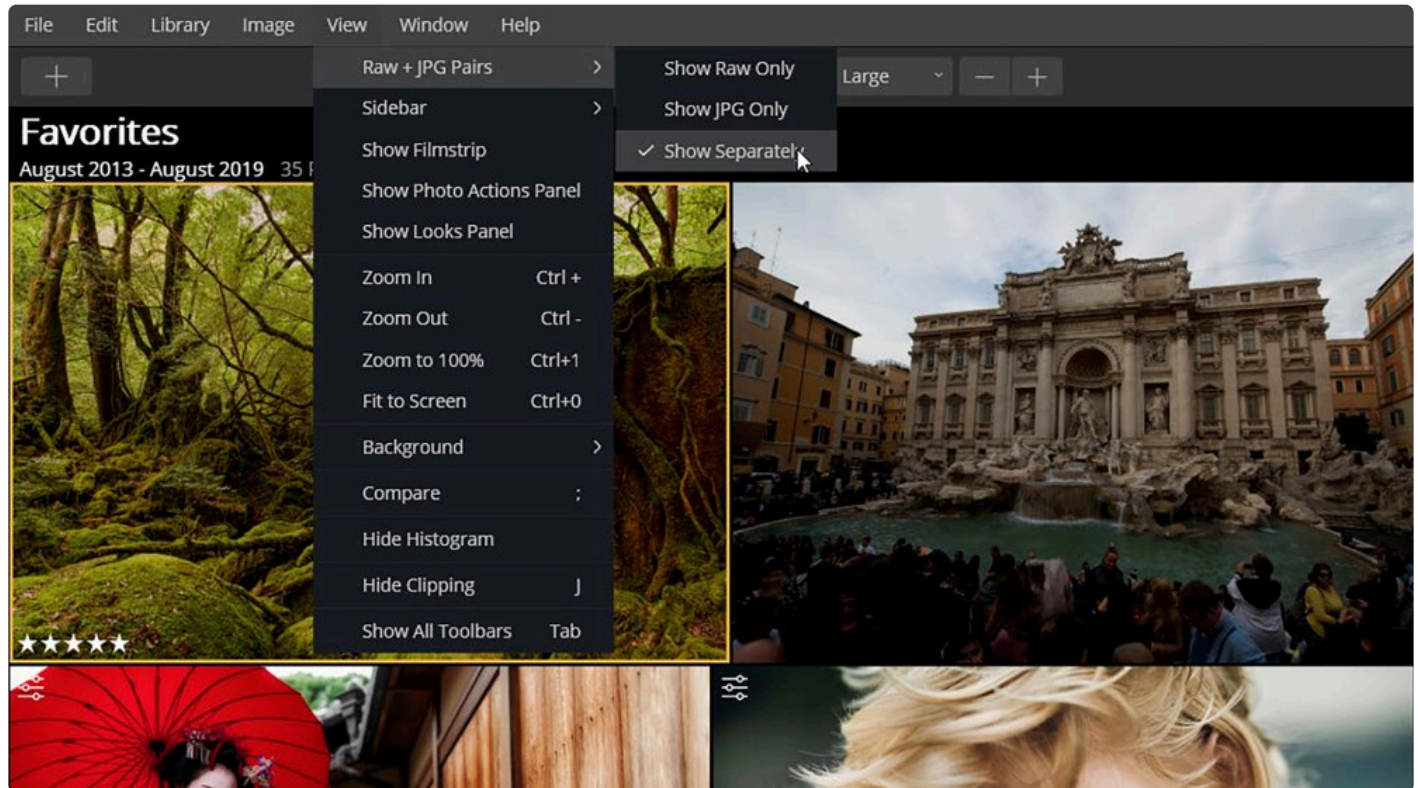 File Edit Library Image View Window Help
Large
Favorites
August 2013 - August 2019 35
Raw + JPG Pairs
Sidebar
Show Filmstrip
Show Photo Actions Panel
Show Looks Panel
Zoom In Ctrl +
Zoom Out Ctrl -
Zoom to 100% Ctrl+1
Fit to Screen Ctrl+0
Background
Compare ;
Hide Histogram
Hide Clipping J
Show All Toolbars Tab
Show Raw Only
Show JPG Only
Show Separately